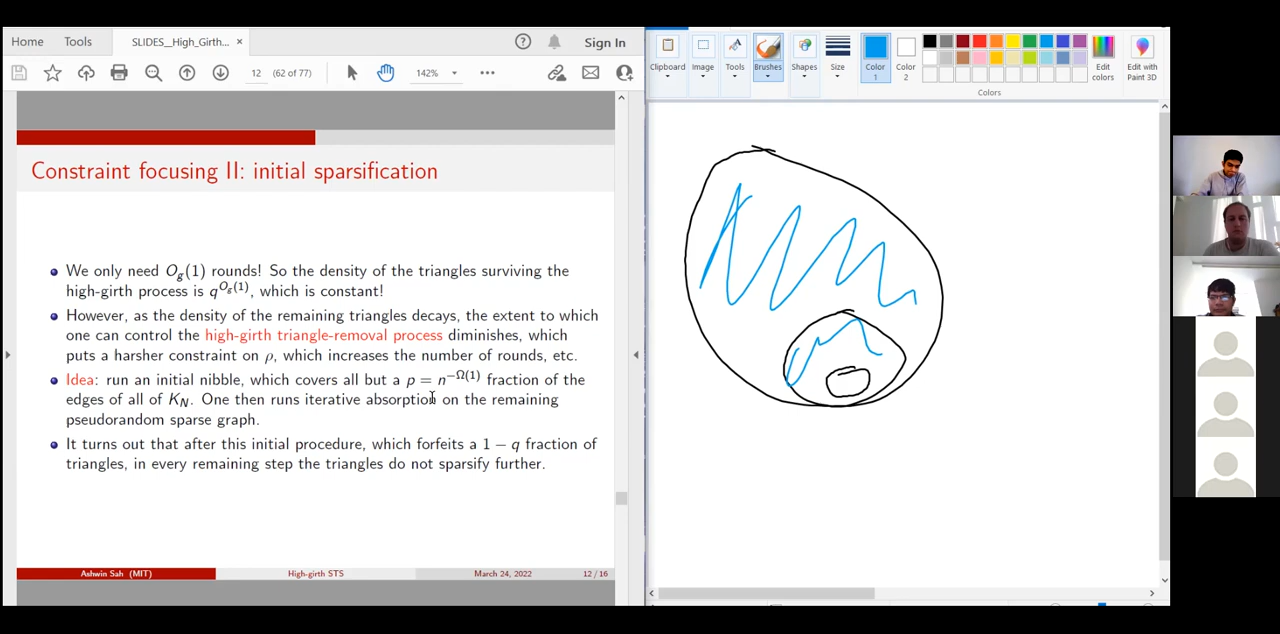 Home Tools SLIDES__High_Girth... × Sign In
12 (62 of 77) 142%
Constraint focusing II: initial sparsification
We only need O_g(1) rounds! So the density of the triangles surviving the
high-girth process is q^{O_g(1)}, which is constant!
However, as the density of the remaining triangles decays, the extent to which
one can control the high-girth triangle-removal process diminishes, which
puts a harsher constraint on ρ, which increases the number of rounds, etc.
Idea: run an initial nibble, which covers all but a p = n^{−Ω(1)} fraction of the
edges of all of K_N. One then runs iterative absorption on the remaining
pseudorandom sparse graph.
It turns out that after this initial procedure, which forfeits a 1 − q fraction of
triangles, in every remaining step the triangles do not sparsify further.
Ashwin Sah (MIT) High-girth STS March 24, 2022 12 / 16
Clipboard Image Tools Brushes Shapes Size Color 1 Color 2 Edit colors Edit with Paint 3D
Colors